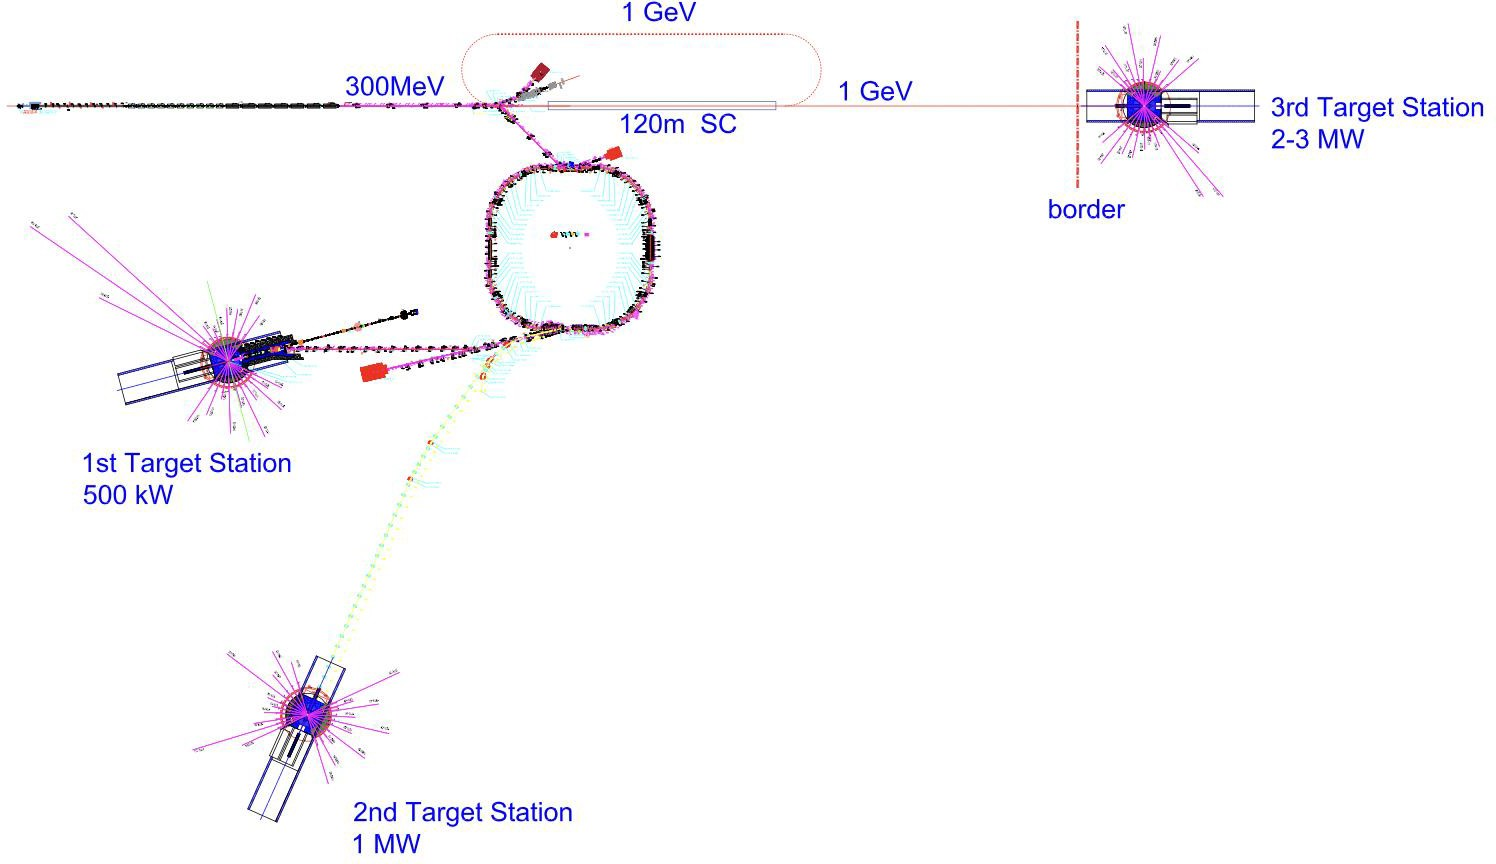 1 GeV
300MeV
1 GeV
120m SC
3rd Target Station
2-3 MW
border
1st Target Station
500 kW
2nd Target Station
1 MW